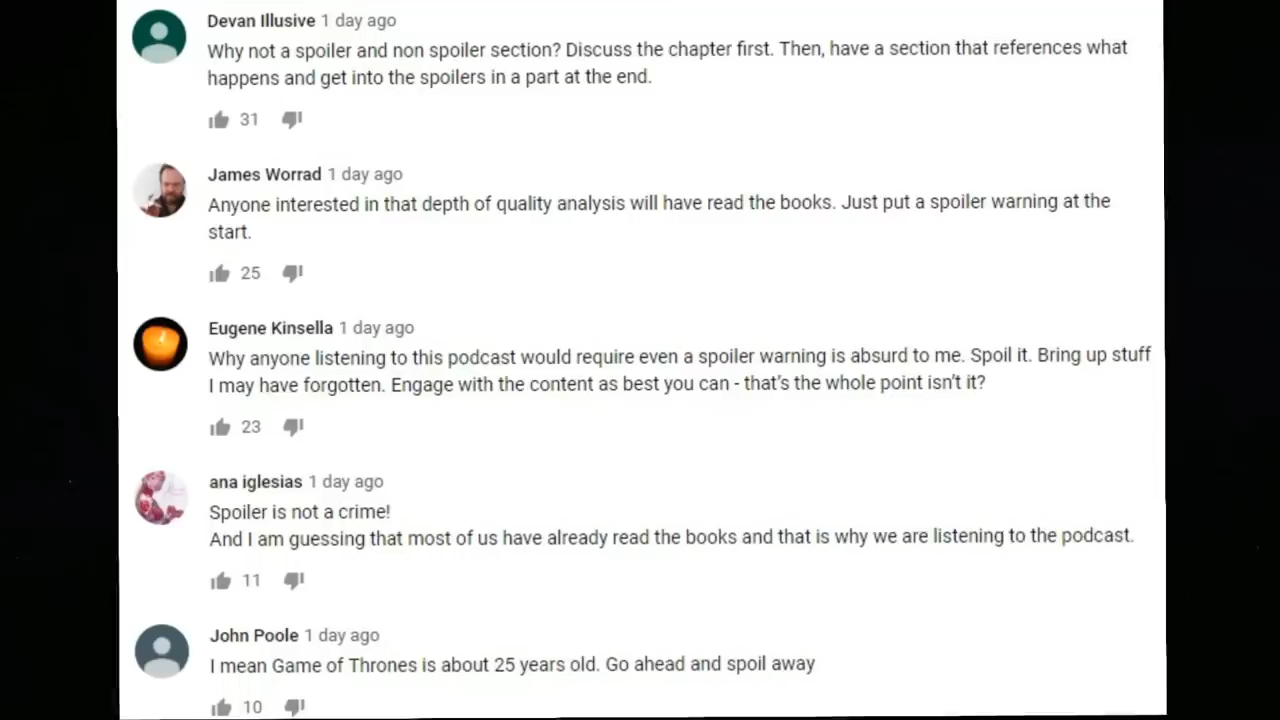 Devan Illusive 1 day ago
Why not a spoiler and non spoiler section? Discuss the chapter first. Then, have a section that references what
happens and get into the spoilers in a part at the end.
31
James Worrad 1 day ago
Anyone interested in that depth of quality analysis will have read the books. Just put a spoiler warning at the
start.
25
Eugene Kinsella 1 day ago
Why anyone listening to this podcast would require even a spoiler warning is absurd to me. Spoil it. Bring up stuff
I may have forgotten. Engage with the content as best you can - that's the whole point isn't it?
23
ana iglesias 1 day ago
Spoiler is not a crime!
And I am guessing that most of us have already read the books and that is why we are listening to the podcast.
11
John Poole 1 day ago
I mean Game of Thrones is about 25 years old. Go ahead and spoil away
10